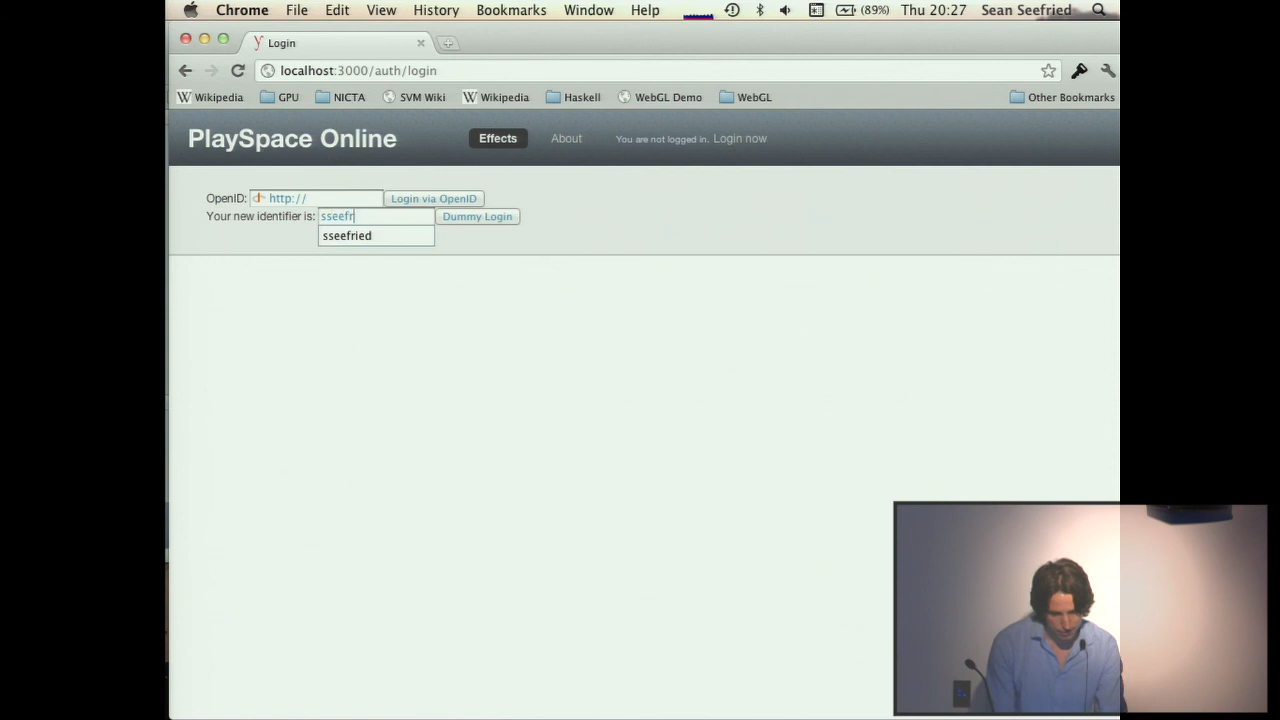 Chrome File Edit View History Bookmarks Window Help (89%) Thu 20:27 Sean Seefried
Login
localhost:3000/auth/login
Wikipedia GPU NICTA SVM Wiki Wikipedia Haskell WebGL Demo WebGL Other Bookmarks
PlaySpace Online Effects About You are not logged in. Login now
OpenID: http:// Login via OpenID
Your new identifier is: sseefr Dummy Login
sseefried